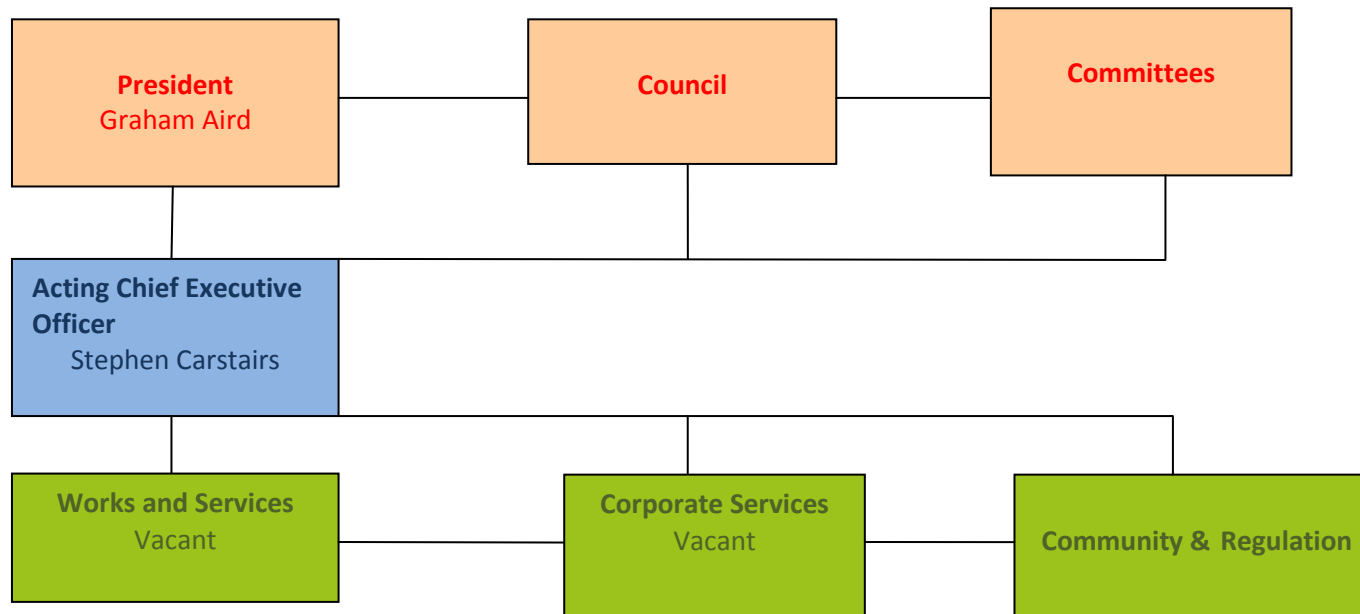 President
Graham Aird
Council
Committees
Acting Chief Executive
Officer
Stephen Carstairs
Works and Services
Vacant
Corporate Services
Vacant
Community & Regulation